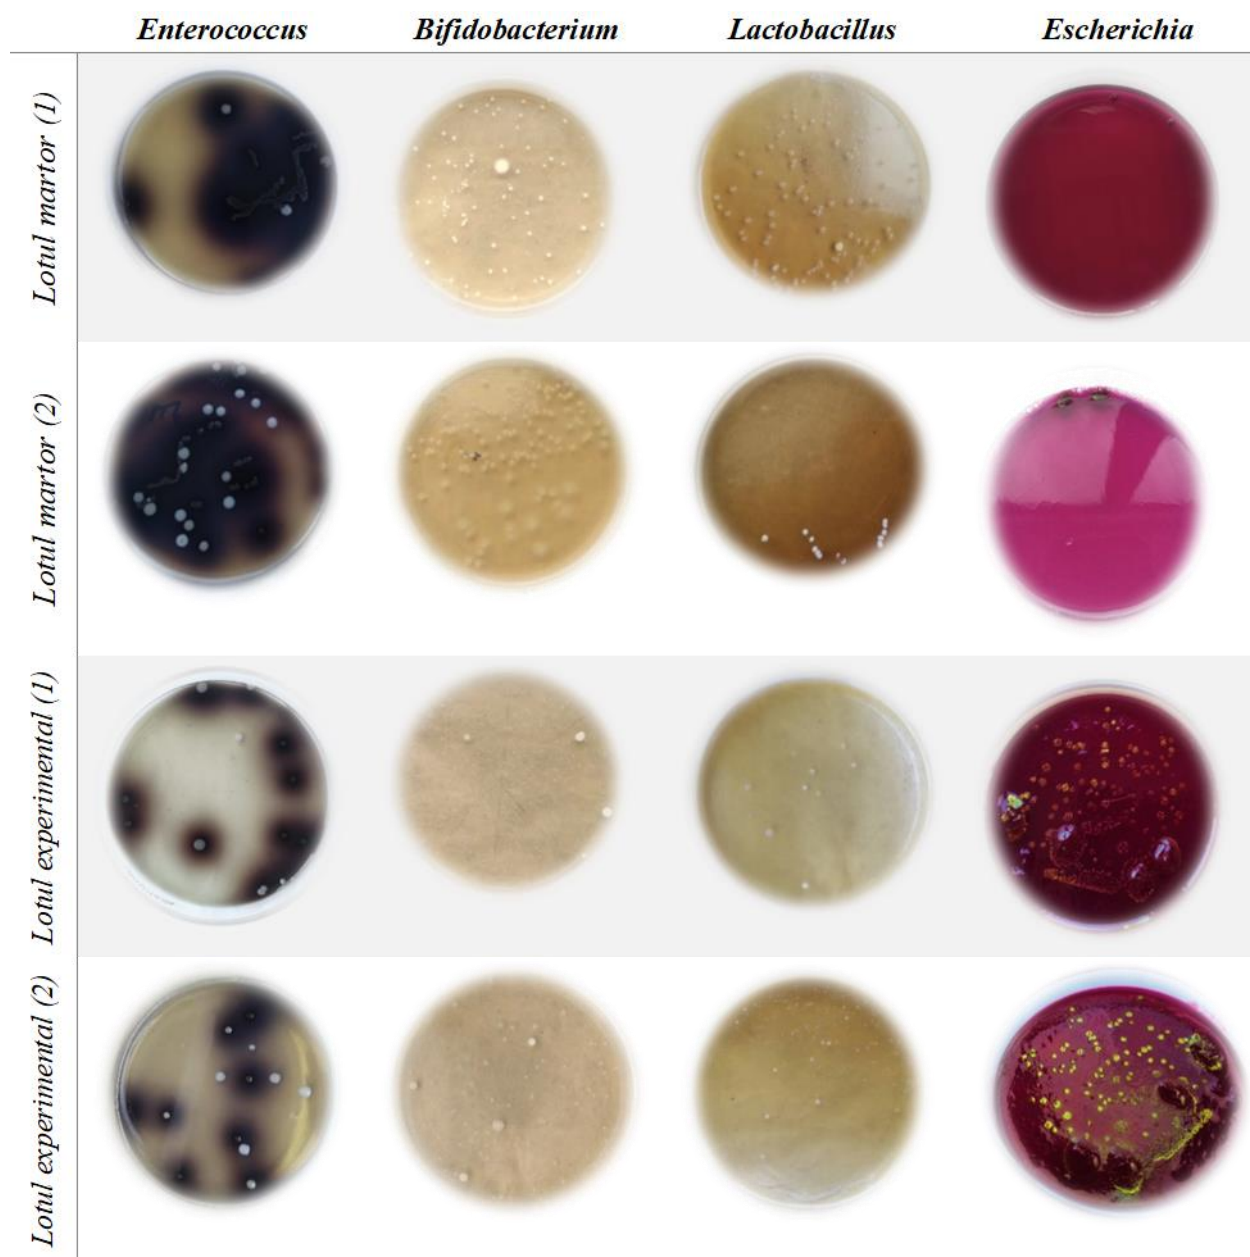 Enterococcus Bifidobacterium Lactobacillus Escherichia
Lotul martor (1)
Lotul martor (2)
Lotul experimental (1)
Lotul experimental (2)